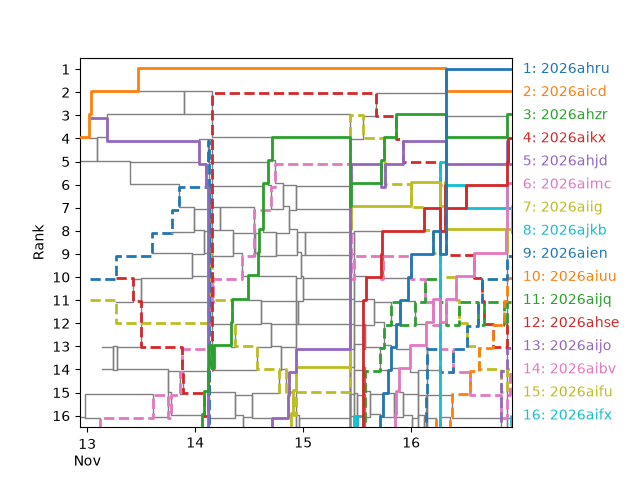 Rank
1
2
3
4
5
6
7
8
9
10
11
12
13
14
15
16
13 14 15 16
Nov
1: 2026ahru
2: 2026aicd
3: 2026ahzr
4: 2026aikx
5: 2026ahjd
6: 2026aimc
7: 2026aiig
8: 2026ajkb
9: 2026aien
10: 2026aiuu
11: 2026aijq
12: 2026ahse
13: 2026aijo
14: 2026aibv
15: 2026aifu
16: 2026aifx